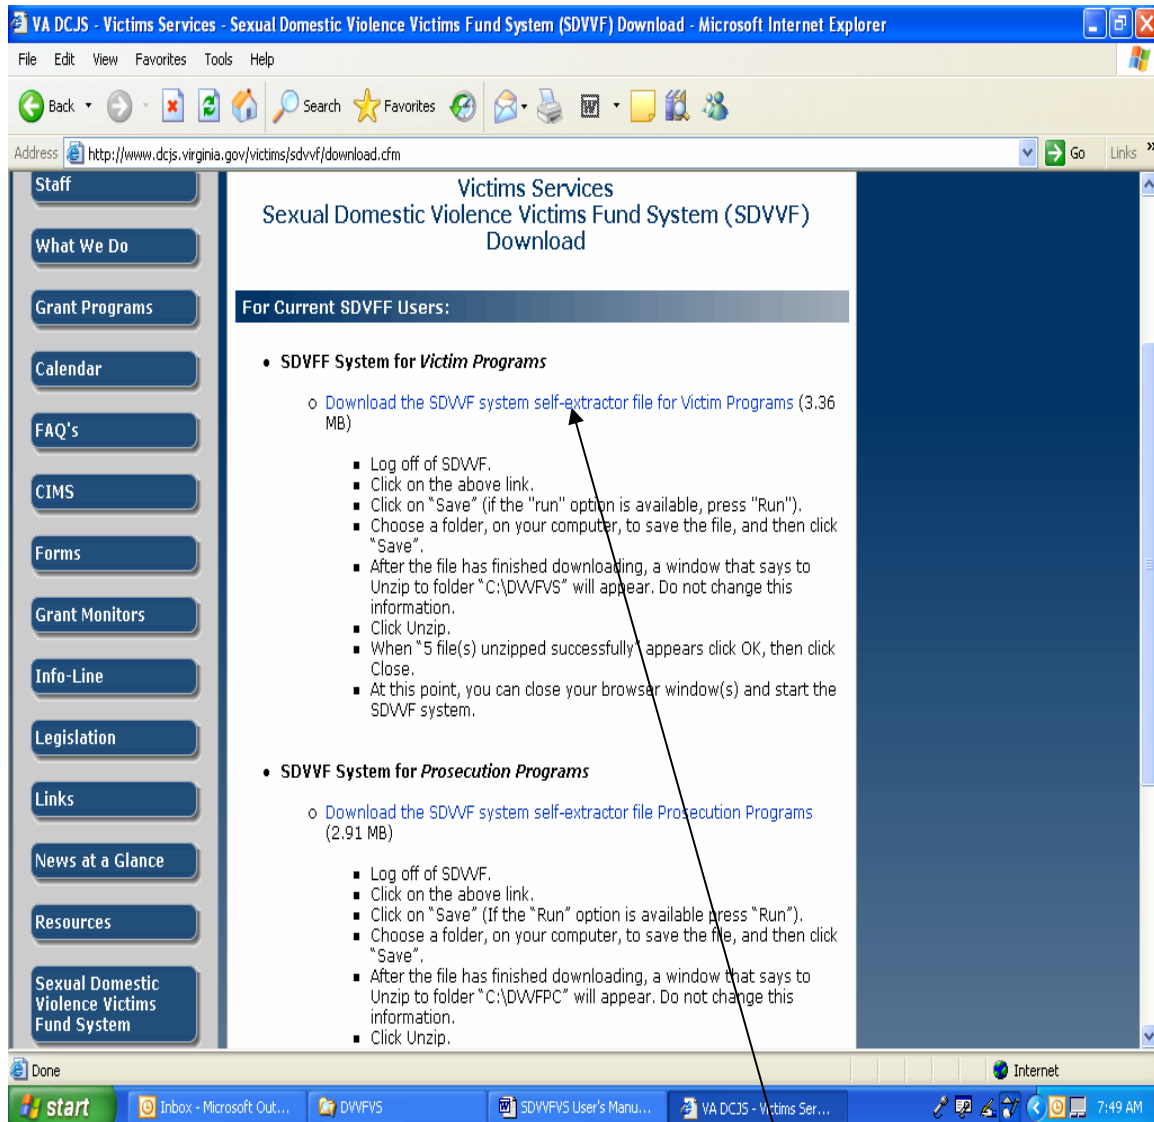 VA DCJS - Victims Services - Sexual Domestic Violence Victims Fund System (SDVVF) Download - Microsoft Internet Explorer
File Edit View Favorites Tools Help
Back Search Favorites
Address http://www.dcjs.virginia.gov/victims/sdvvf/download.cfm Go Links »
Staff
What We Do
Grant Programs
Calendar
FAQ's
CIMS
Forms
Grant Monitors
Info-Line
Legislation
Links
News at a Glance
Resources
Sexual Domestic
Violence Victims
Fund System
Victims Services
Sexual Domestic Violence Victims Fund System (SDVVF)
Download
For Current SDVFF Users:
• SDVFF System for Victim Programs
o Download the SDVVF system self-extractor file for Victim Programs (3.36
MB)
▪ Log off of SDVVF.
▪ Click on the above link.
▪ Click on "Save" (if the "run" option is available, press "Run").
▪ Choose a folder, on your computer, to save the file, and then click
"Save".
▪ After the file has finished downloading, a window that says to
Unzip to folder "C:\DVVFVS" will appear. Do not change this
information.
▪ Click Unzip.
▪ When "5 file(s) unzipped successfully" appears click OK, then click
Close.
▪ At this point, you can close your browser window(s) and start the
SDVVF system.
• SDVVF System for Prosecution Programs
o Download the SDVVF system self-extractor file Prosecution Programs
(2.91 MB)
▪ Log off of SDVVF.
▪ Click on the above link.
▪ Click on "Save" (If the "Run" option is available press "Run").
▪ Choose a folder, on your computer, to save the file, and then click
"Save".
▪ After the file has finished downloading, a window that says to
Unzip to folder "C:\DVVFPC" will appear. Do not change this
information.
▪ Click Unzip.
Done Internet
start Inbox - Microsoft Out... DVVFVS SDVVFVS User's Manu... VA DCJS - Victims Ser... 7:49 AM